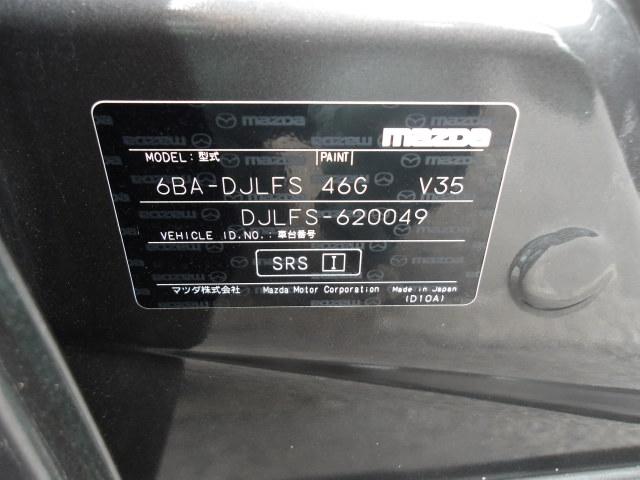 mazda
MODEL: 型式 PAINT
6BA-DJLFS 46G V35
DJLFS-620049
VEHICLE ID.NO.: 車台番号
SRS I
マツダ株式会社 Mazda Motor Corporation Made in Japan
(D10A)